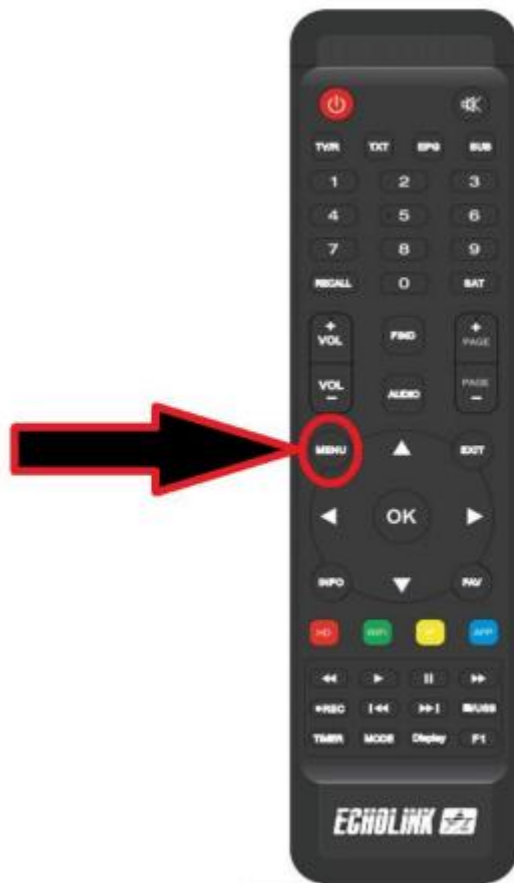 TV/R TXT EPG SUB
1 2 3
4 5 6
7 8 9
RECALL 0 SAT
+ FIND +
VOL PAGE
VOL AUDIO PAGE
- -
MENU EXIT
OK
INFO FAV
HD WiFi APP
REC /USB
TIMER MODE Display F1
ECHOLINK